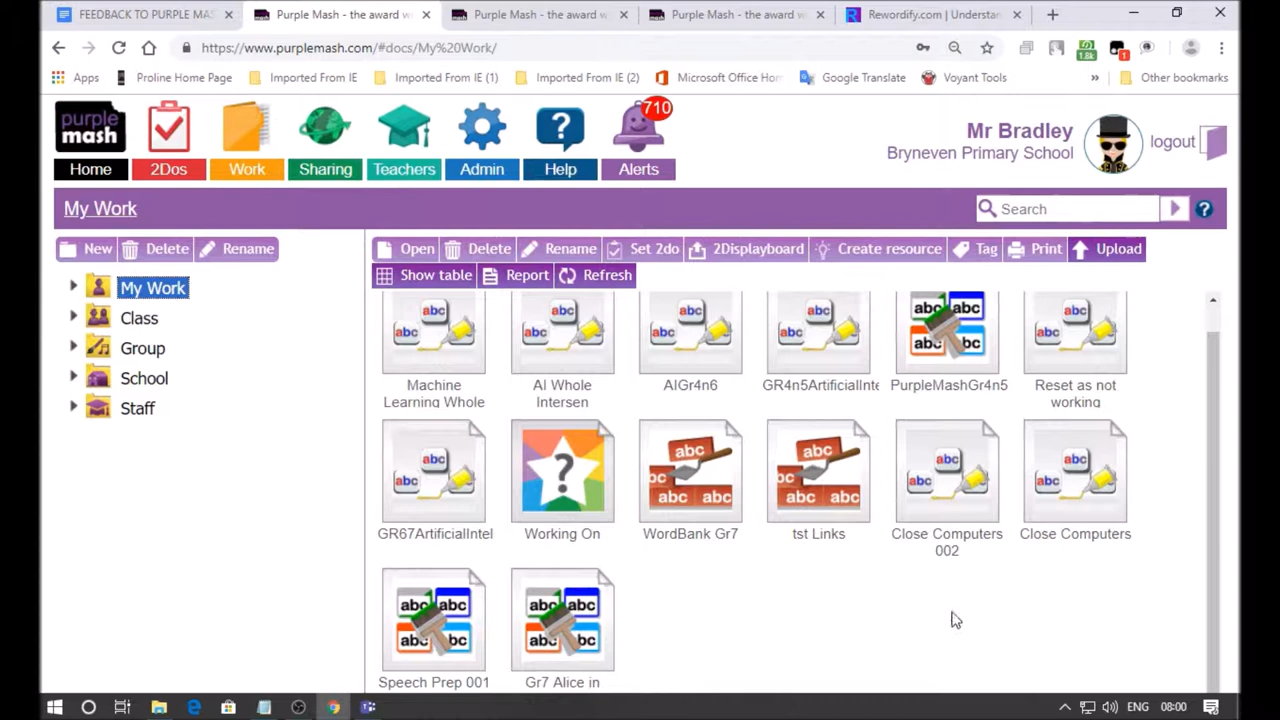 FEEDBACK TO PURPLE MAS
Purple Mash - the award w
Purple Mash - the award w
Purple Mash - the award w
Rewordify.com | Understan
https://www.purplemash.com/#docs/My%20Work/
1.8k
1
Apps
Proline Home Page
Imported From IE
Imported From IE (1)
Imported From IE (2)
Microsoft Office Hom
Google Translate
Voyant Tools
Other bookmarks
purple
mash
710
Mr Bradley
Bryneven Primary School
logout
Home
2Dos
Work
Sharing
Teachers
Admin
Help
Alerts
My Work
Search
New
Delete
Rename
Open
Delete
Rename
Set 2do
2Displayboard
Create resource
Tag
Print
Upload
Show table
Report
Refresh
My Work
Class
Group
School
Staff
Machine
Learning Whole
AI Whole
Intersen
AIGr4n6
GR4n5ArtificialInte
PurpleMashGr4n5
Reset as not
working
GR67ArtificialIntel
Working On
WordBank Gr7
tst Links
Close Computers
002
Close Computers
Speech Prep 001
Gr7 Alice in
ENG
08:00